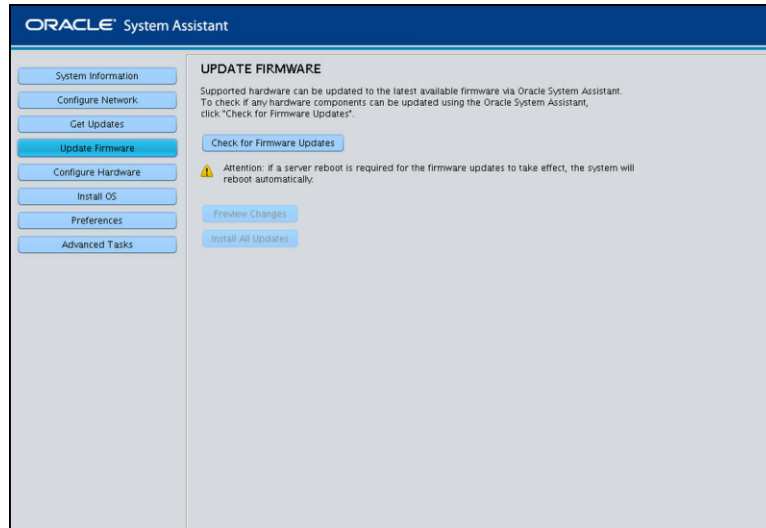 ORACLE System Assistant
System Information
Configure Network
Get Updates
Update Firmware
Configure Hardware
Install OS
Preferences
Advanced Tasks
UPDATE FIRMWARE
Supported hardware can be updated to the latest available firmware via Oracle System Assistant.
To check if any hardware components can be updated using the Oracle System Assistant,
click "Check for Firmware Updates".
Check for Firmware Updates
Attention: if a server reboot is required for the firmware updates to take effect, the system will
reboot automatically.
Preview Changes
Install All Updates